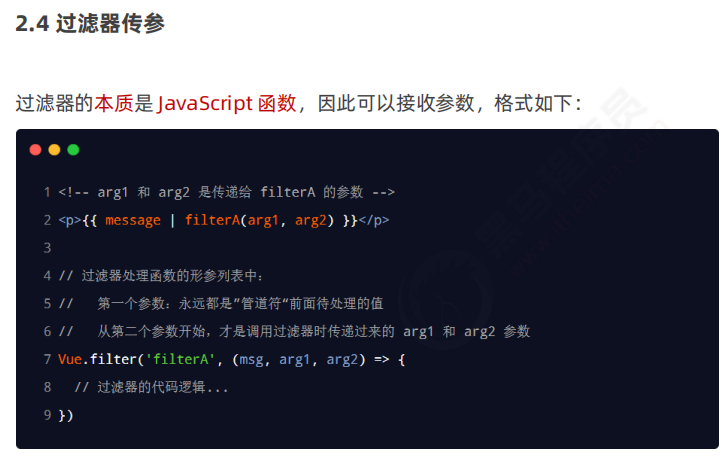 2.4 过滤器传参
过滤器的本质是 JavaScript 函数，因此可以接收参数，格式如下：
1 <!-- arg1 和 arg2 是传递给 filterA 的参数 -->
2 <p>{{ message | filterA(arg1, arg2) }}</p>
3
4 // 过滤器处理函数的形参列表中：
5 //   第一个参数：永远都是”管道符“前面待处理的值
6 //   从第二个参数开始，才是调用过滤器时传递过来的 arg1 和 arg2 参数
7 Vue.filter('filterA', (msg, arg1, arg2) => {
8   // 过滤器的代码逻辑...
9 })
黑马程序员